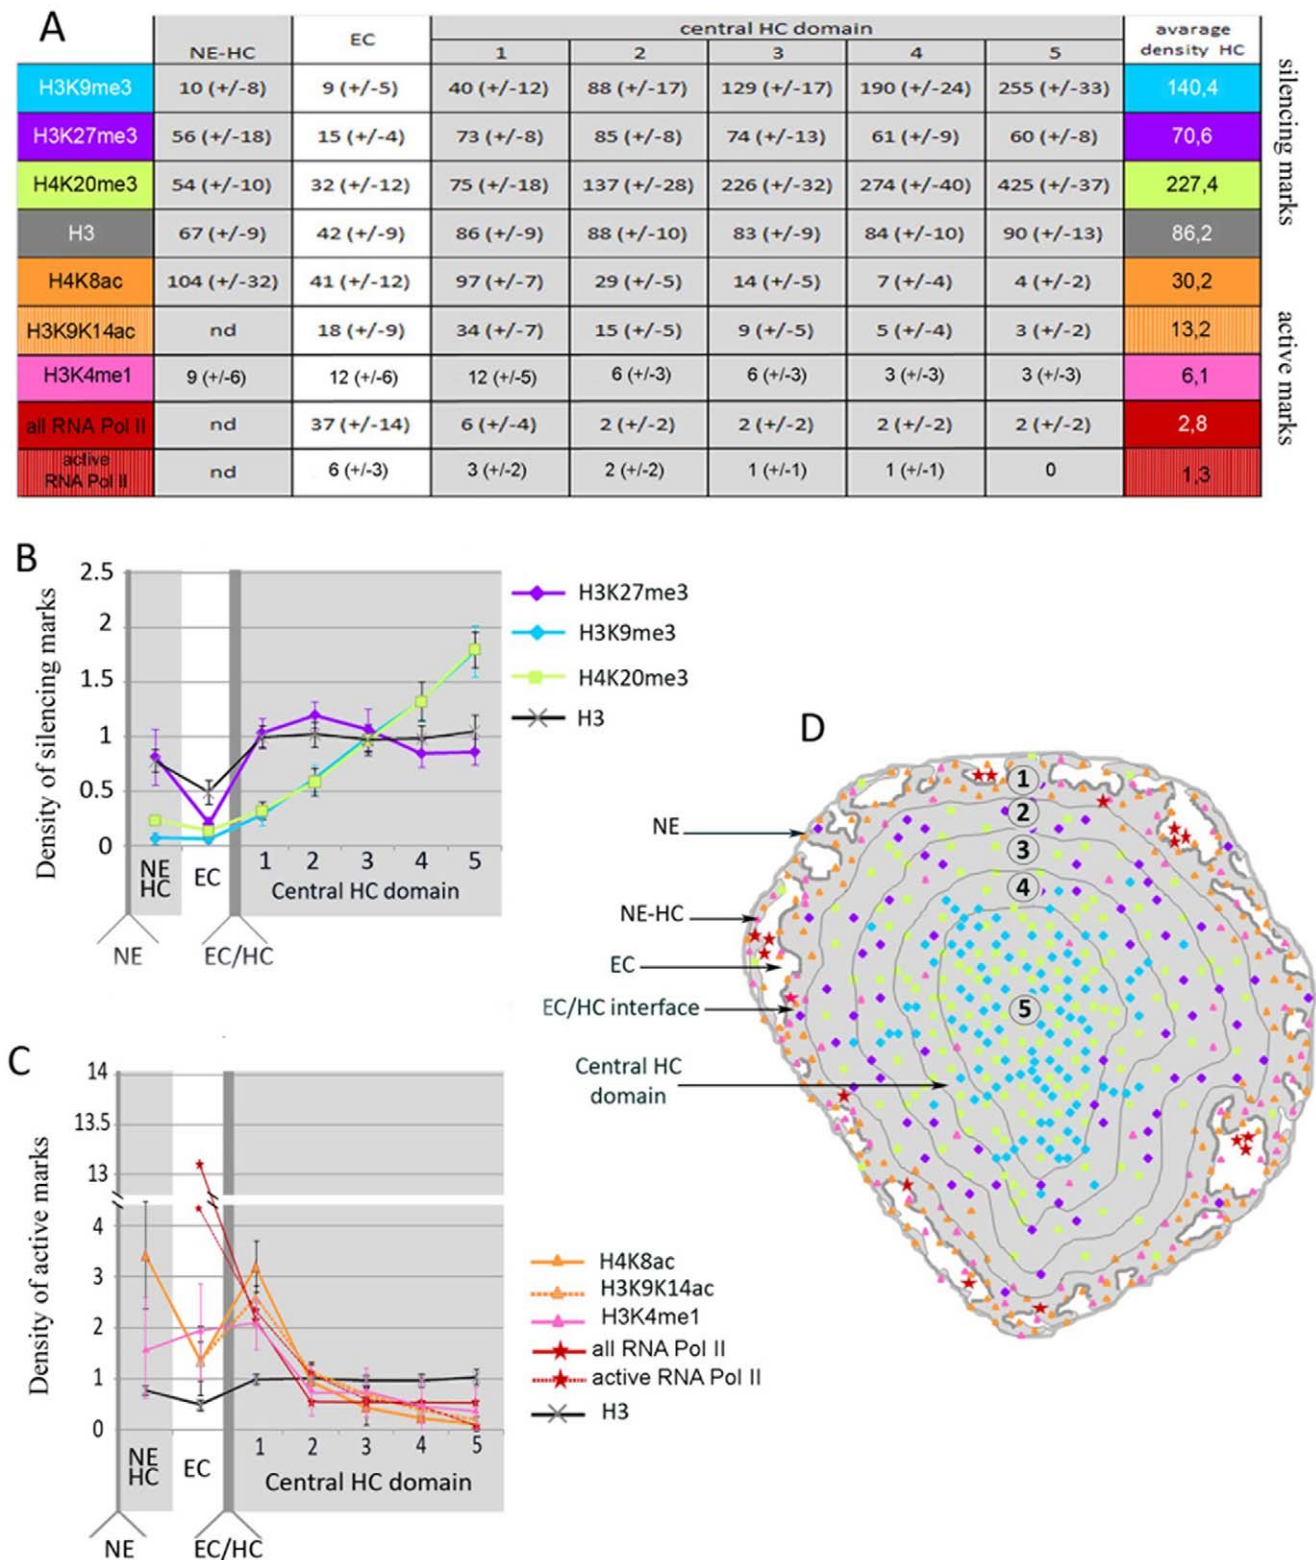 A
NE-HC
EC
central HC domain
1 2 3 4 5
avarage
density HC
H3K9me3 10 (+/-8) 9 (+/-5) 40 (+/-12) 88 (+/-17) 129 (+/-17) 190 (+/-24) 255 (+/-33) 140,4
H3K27me3 56 (+/-18) 15 (+/-4) 73 (+/-8) 85 (+/-8) 74 (+/-13) 61 (+/-9) 60 (+/-8) 70,6
H4K20me3 54 (+/-10) 32 (+/-12) 75 (+/-18) 137 (+/-28) 226 (+/-32) 274 (+/-40) 425 (+/-37) 227,4
H3 67 (+/-9) 42 (+/-9) 86 (+/-9) 88 (+/-10) 83 (+/-9) 84 (+/-10) 90 (+/-13) 86,2
H4K8ac 104 (+/-32) 41 (+/-12) 97 (+/-7) 29 (+/-5) 14 (+/-5) 7 (+/-4) 4 (+/-2) 30,2
H3K9K14ac nd 18 (+/-9) 34 (+/-7) 15 (+/-5) 9 (+/-5) 5 (+/-4) 3 (+/-2) 13,2
H3K4me1 9 (+/-6) 12 (+/-6) 12 (+/-5) 6 (+/-3) 6 (+/-3) 3 (+/-3) 3 (+/-3) 6,1
all RNA Pol II nd 37 (+/-14) 6 (+/-4) 2 (+/-2) 2 (+/-2) 2 (+/-2) 2 (+/-2) 2,8
active
RNA Pol II nd 6 (+/-3) 3 (+/-2) 2 (+/-2) 1 (+/-1) 1 (+/-1) 0 1,3
silencing marks
active marks
B
Density of silencing marks
2.5
2
1.5
1
0.5
0
NE
HC
EC
1 2 3 4 5
Central HC domain
NE
EC/HC
H3K27me3
H3K9me3
H4K20me3
H3
C
Density of active marks
14
13.5
13
4
3
2
1
0
NE
HC
EC
1 2 3 4 5
Central HC domain
NE
EC/HC
H4K8ac
H3K9K14ac
H3K4me1
all RNA Pol II
active RNA Pol II
H3
D
1
2
3
4
5
NE
NE-HC
EC
EC/HC interface
Central HC
domain